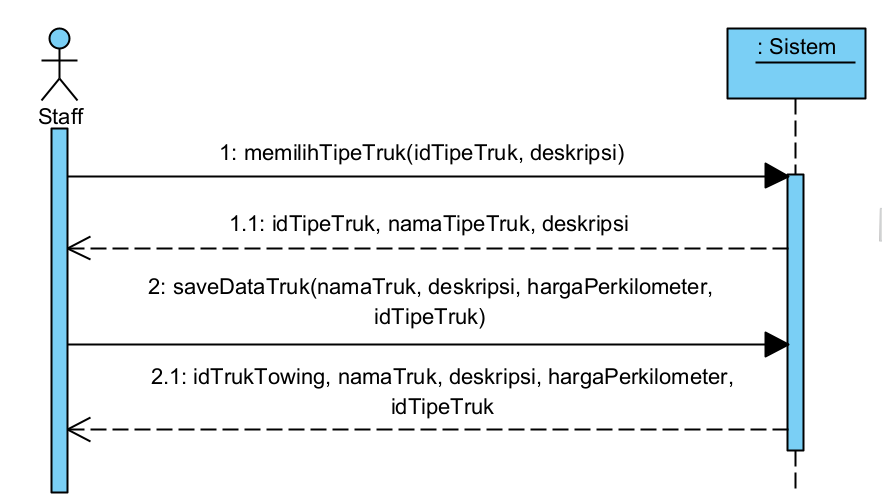 : Sistem
Staff
1: memilihTipeTruk(idTipeTruk, deskripsi)
1.1: idTipeTruk, namaTipeTruk, deskripsi
2: saveDataTruk(namaTruk, deskripsi, hargaPerkilometer,
idTipeTruk)
2.1: idTrukTowing, namaTruk, deskripsi, hargaPerkilometer,
idTipeTruk